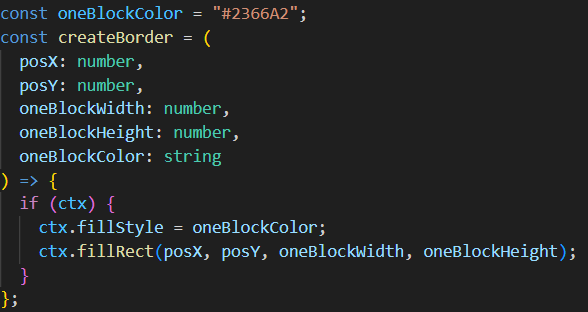 const oneBlockColor = "#2366A2";
const createBorder = (
  posX: number,
  posY: number,
  oneBlockWidth: number,
  oneBlockHeight: number,
  oneBlockColor: string
) => {
  if (ctx) {
    ctx.fillStyle = oneBlockColor;
    ctx.fillRect(posX, posY, oneBlockWidth, oneBlockHeight);
  }
};